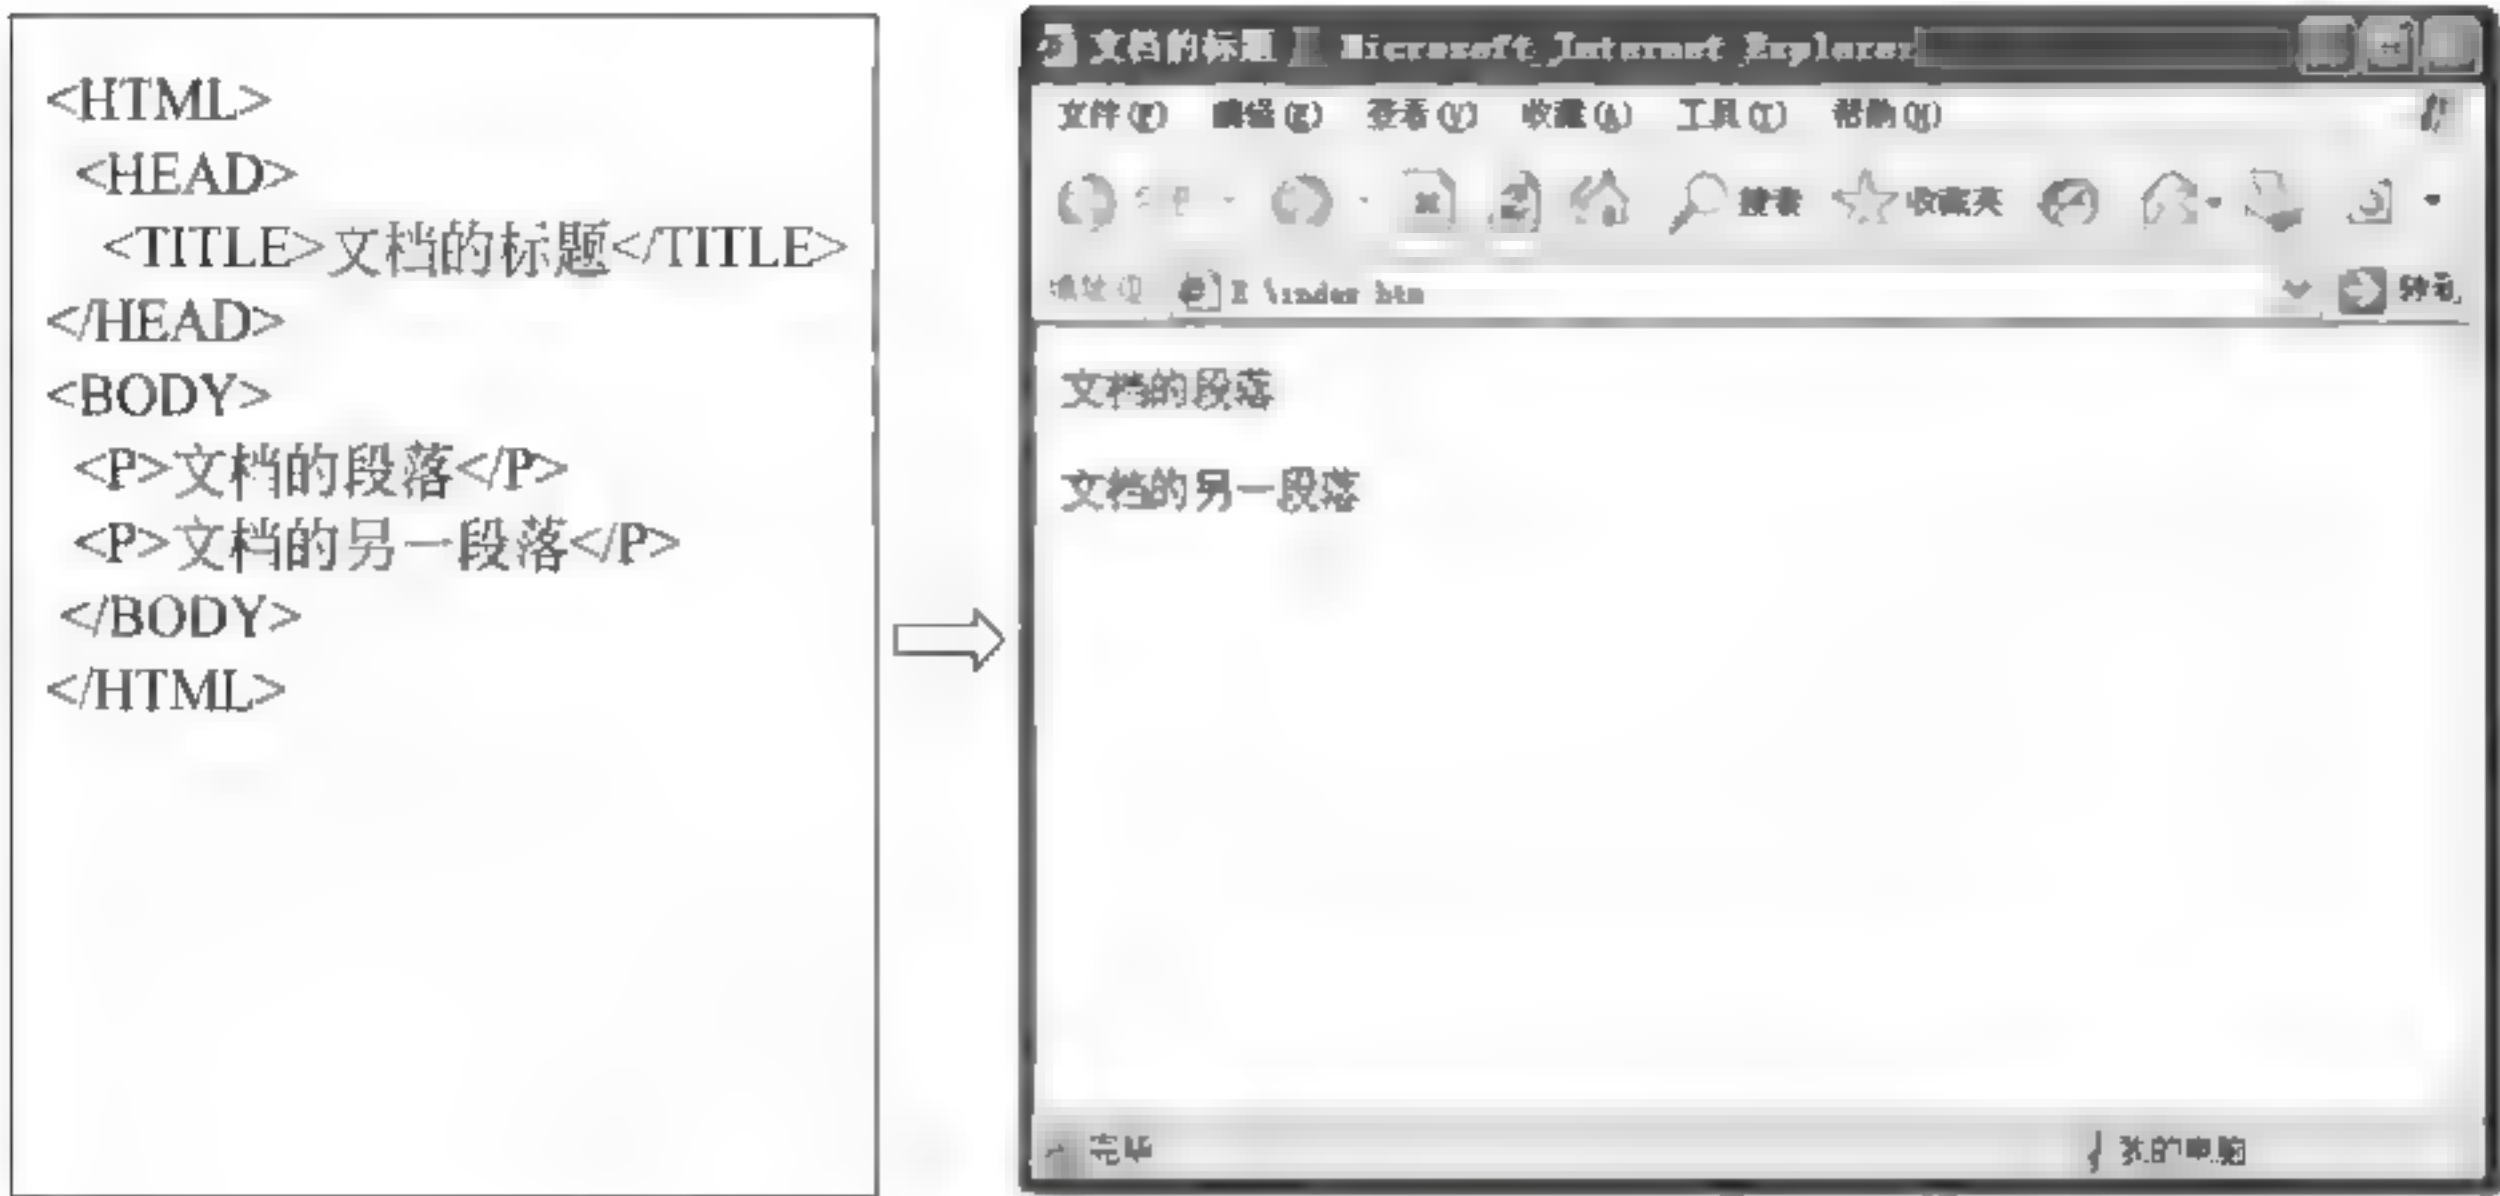 <HTML>
<HEAD>
<TITLE>文档的标题</TITLE>
</HEAD>
<BODY>
<P>文档的段落</P>
<P>文档的另一段落</P>
</BODY>
</HTML>
文档的标题 Microsoft Internet Explorer
文件(F) 编辑(E) 查看(V) 收藏(A) 工具(T) 帮助(H)
搜索 收藏夹
index htm 转到
文档的段落
文档的另一段落
完毕 我的电脑